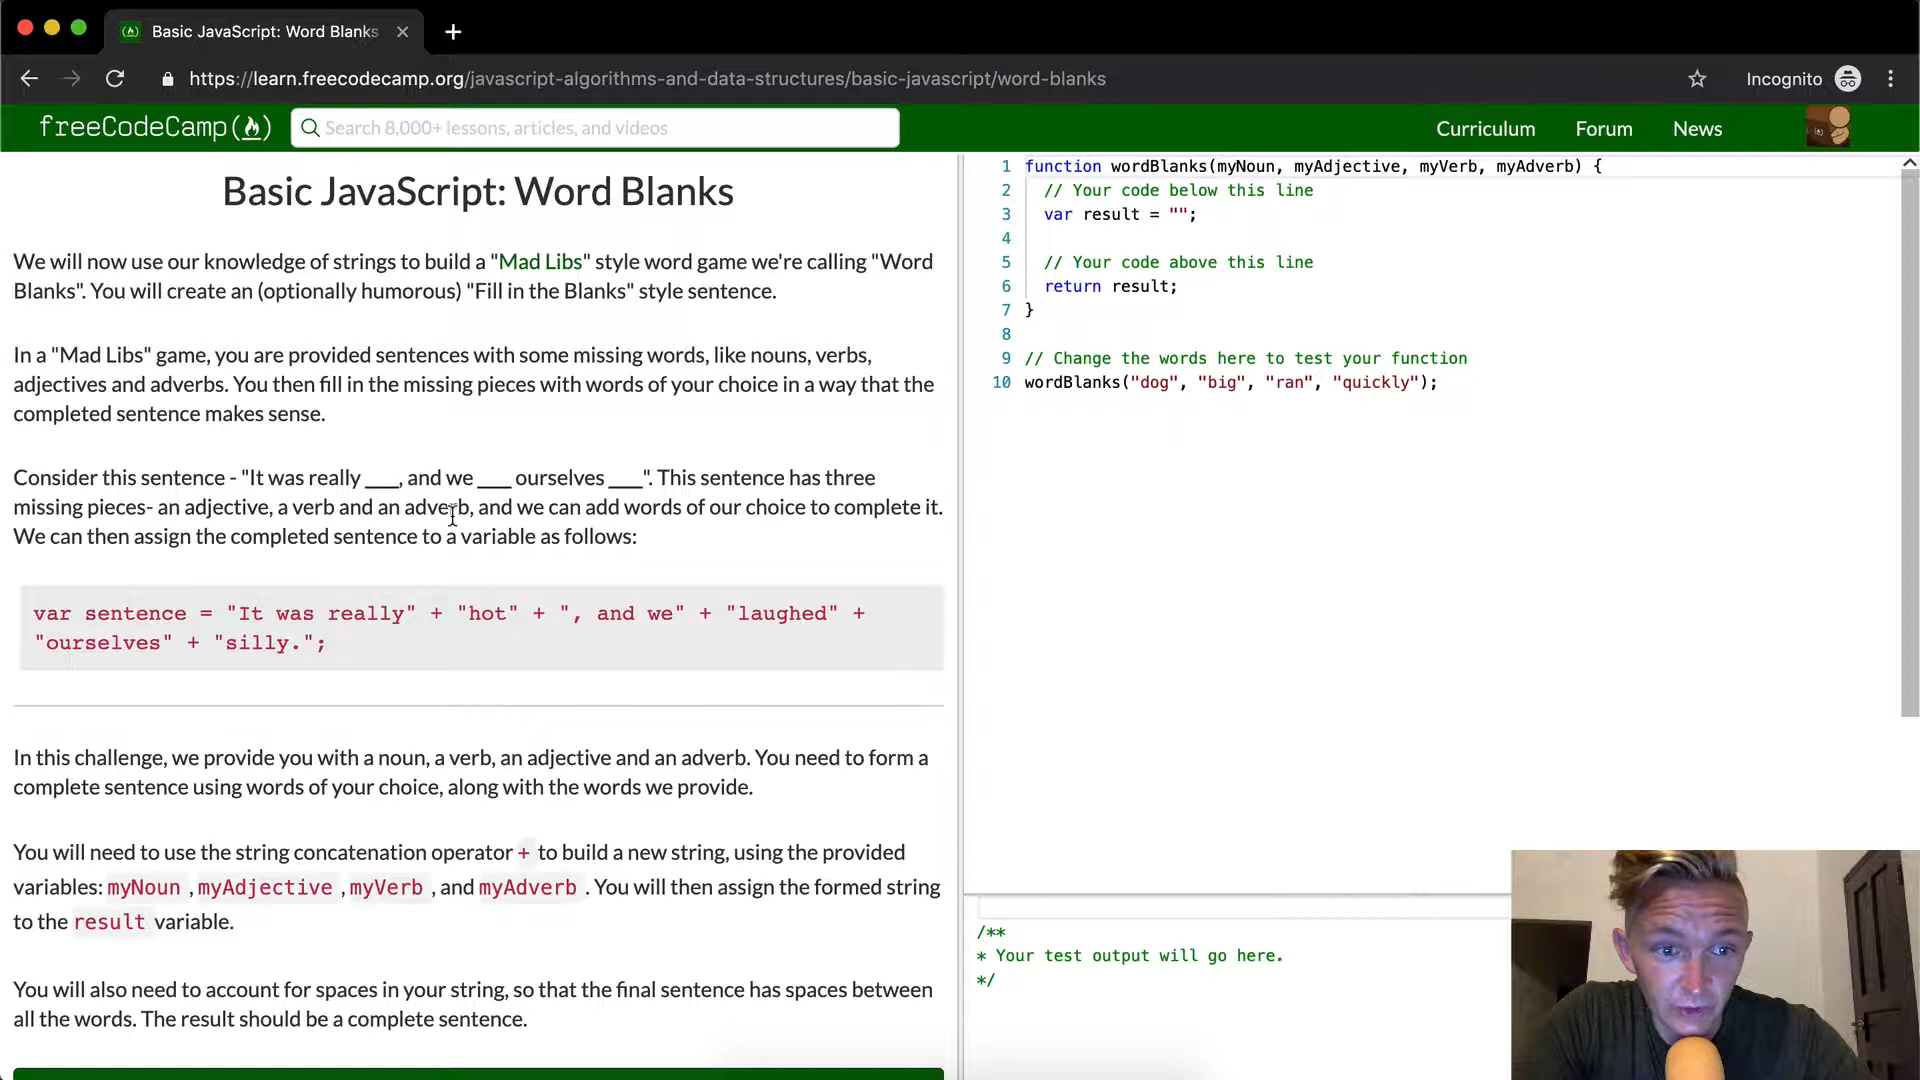 Basic JavaScript: Word Blanks
https://learn.freecodecamp.org/javascript-algorithms-and-data-structures/basic-javascript/word-blanks
Incognito
freeCodeCamp
Search 8,000+ lessons, articles, and videos
Curriculum
Forum
News
Basic JavaScript: Word Blanks
We will now use our knowledge of strings to build a "Mad Libs" style word game we're calling "Word
Blanks". You will create an (optionally humorous) "Fill in the Blanks" style sentence.
In a "Mad Libs" game, you are provided sentences with some missing words, like nouns, verbs,
adjectives and adverbs. You then fill in the missing pieces with words of your choice in a way that the
completed sentence makes sense.
Consider this sentence - "It was really ____, and we ____ ourselves ____". This sentence has three
missing pieces- an adjective, a verb and an adverb, and we can add words of our choice to complete it.
We can then assign the completed sentence to a variable as follows:
var sentence = "It was really" + "hot" + ", and we" + "laughed" +
"ourselves" + "silly.";
In this challenge, we provide you with a noun, a verb, an adjective and an adverb. You need to form a
complete sentence using words of your choice, along with the words we provide.
You will need to use the string concatenation operator + to build a new string, using the provided
variables: myNoun , myAdjective , myVerb , and myAdverb . You will then assign the formed string
to the result variable.
You will also need to account for spaces in your string, so that the final sentence has spaces between
all the words. The result should be a complete sentence.
1 function wordBlanks(myNoun, myAdjective, myVerb, myAdverb) {
2 // Your code below this line
3 var result = "";
4
5 // Your code above this line
6 return result;
7 }
8
9 // Change the words here to test your function
10 wordBlanks("dog", "big", "ran", "quickly");
/**
* Your test output will go here.
*/